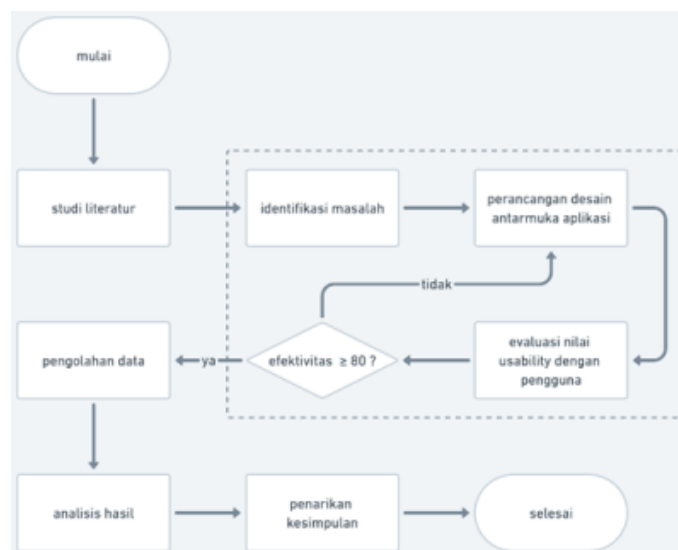 mulai
studi literatur
identifikasi masalah
perancangan desain
antarmuka aplikasi
tidak
pengolahan data
ya
efektivitas ≥ 80 ?
evaluasi nilai
usability dengan
pengguna
analisis hasil
penarikan
kesimpulan
selesai